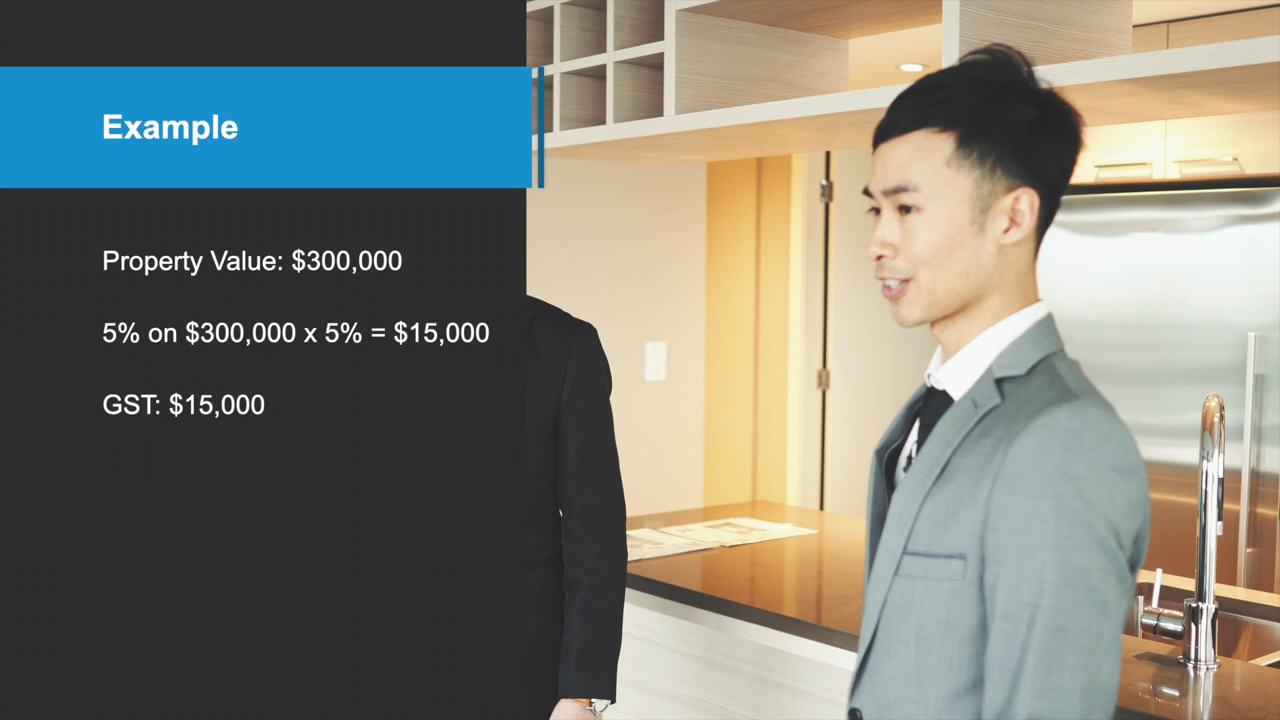 Example
Property Value: $300,000
5% on $300,000 x 5% = $15,000
GST: $15,000